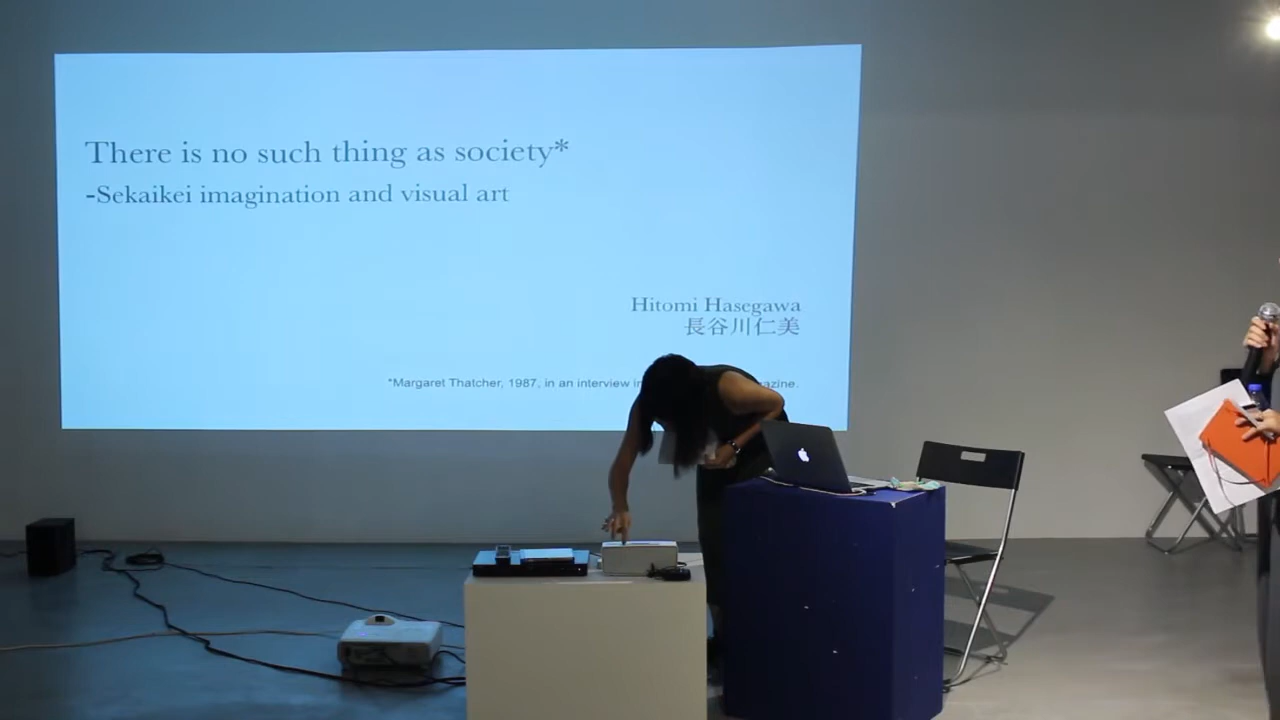 There is no such thing as society*
-Sekaikei imagination and visual art
Hitomi Hasegawa
長谷川仁美
*Margaret Thatcher, 1987, in an interview in